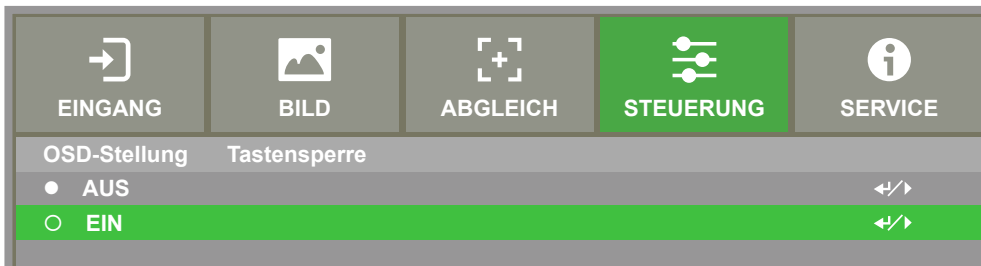 EINGANG BILD ABGLEICH STEUERUNG SERVICE
OSD-Stellung Tastensperre
AUS
EIN